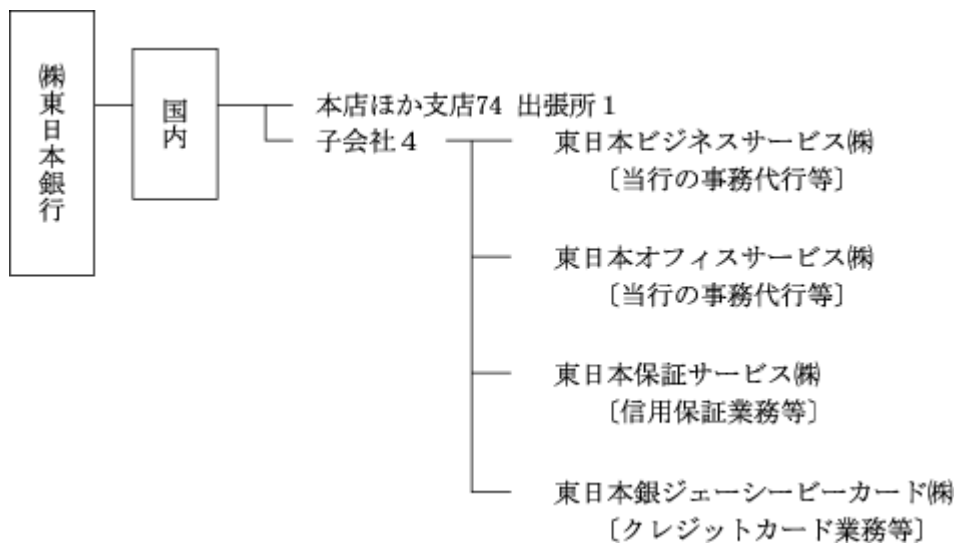 ㈱東日本銀行
国内
本店ほか支店74 出張所1
子会社4
東日本ビジネスサービス㈱
〔当行の事務代行等〕
東日本オフィスサービス㈱
〔当行の事務代行等〕
東日本保証サービス㈱
〔信用保証業務等〕
東日本銀ジェーシービーカード㈱
〔クレジットカード業務等〕